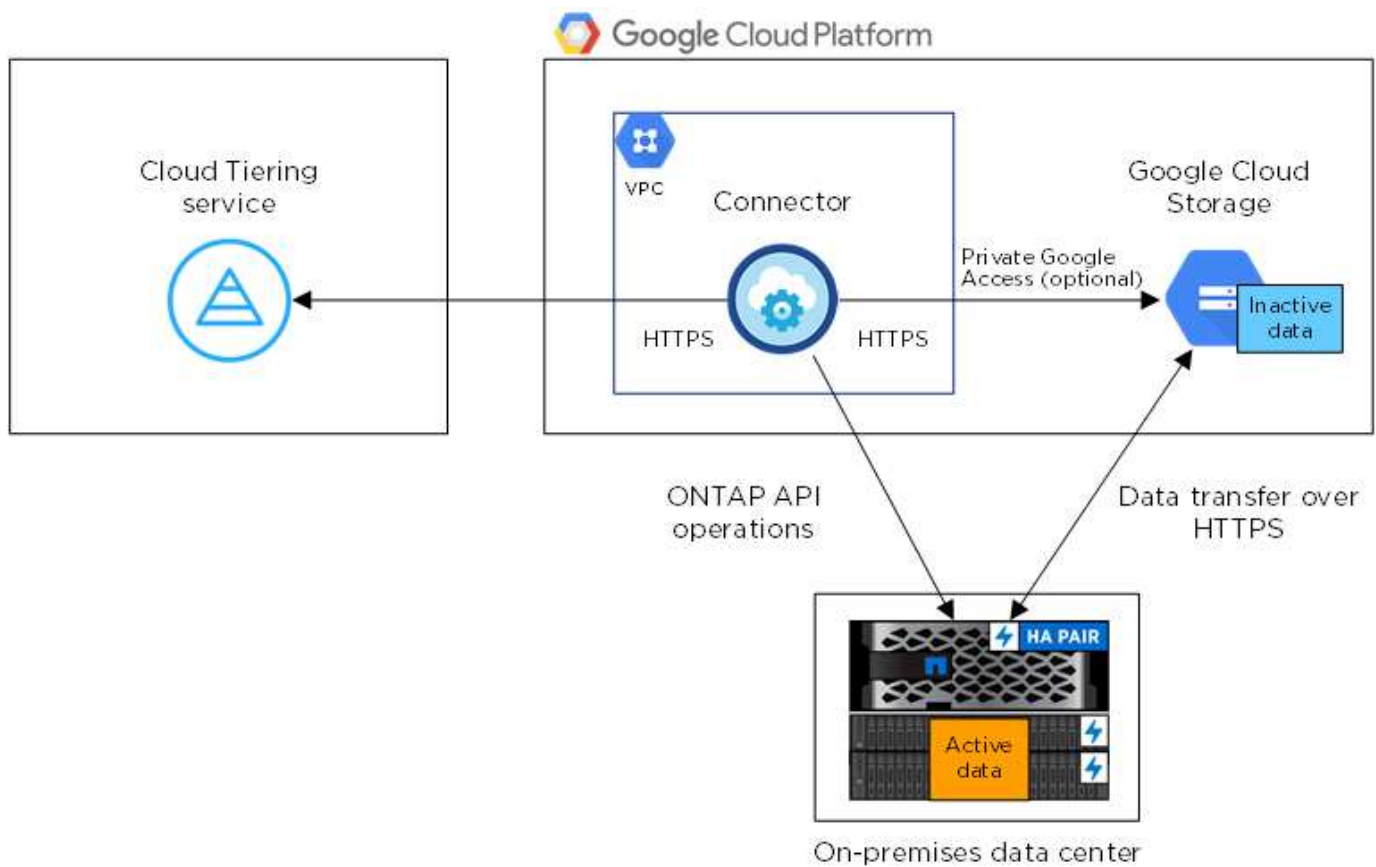 Google Cloud Platform
Cloud Tiering
service
VPC
Connector
Google Cloud
Storage
Private Google
Access (optional)
Inactive
data
HTTPS
HTTPS
ONTAP API
operations
Data transfer over
HTTPS
HA PAIR
Active
data
On-premises data center